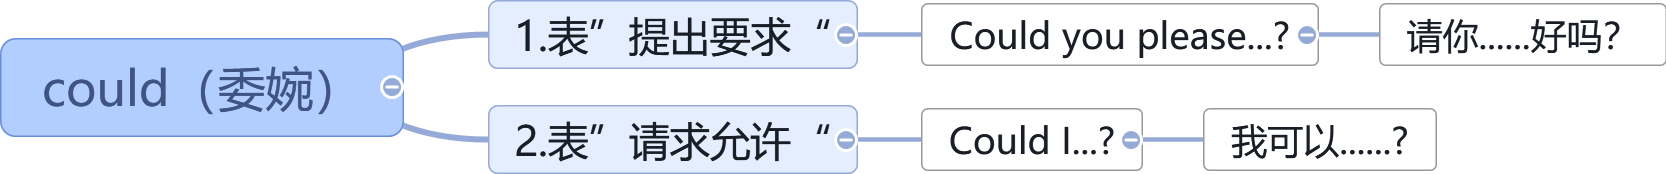 could（委婉）
1.表”提出要求“
Could you please...?
请你......好吗?
2.表”请求允许“
Could I...?
我可以......?